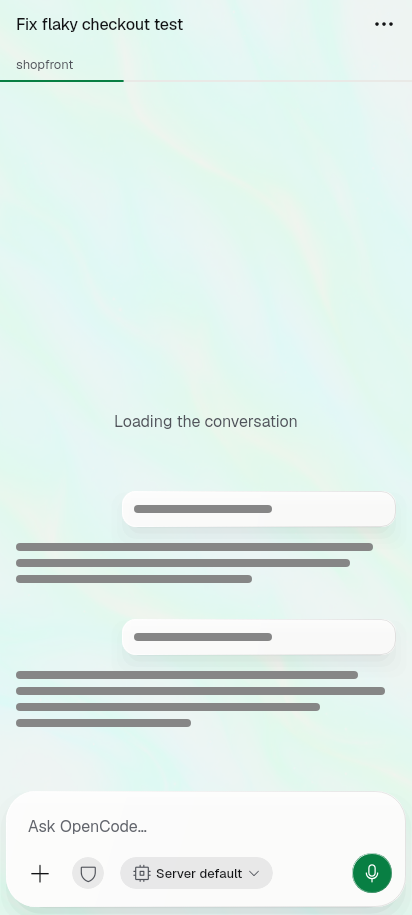 Fix flaky checkout test
shopfront
Loading the conversation
Ask OpenCode...
Server default